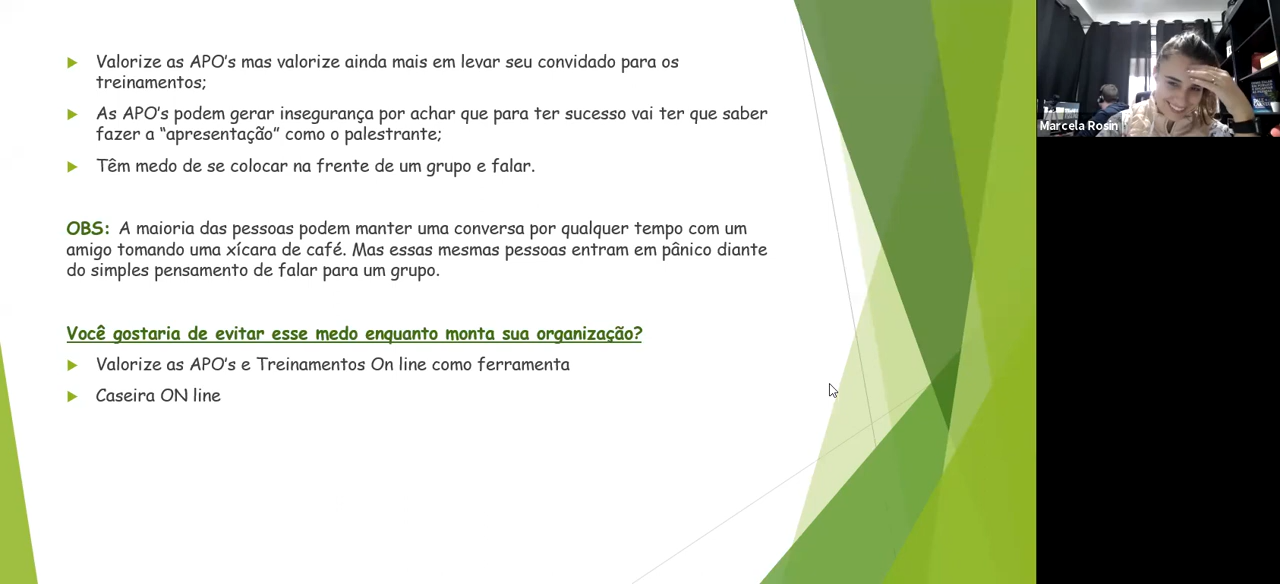 Valorize as APO's mas valorize ainda mais em levar seu convidado para os
treinamentos;
As APO's podem gerar insegurança por achar que para ter sucesso vai ter que saber
fazer a “apresentação” como o palestrante;
Têm medo de se colocar na frente de um grupo e falar.
OBS: A maioria das pessoas podem manter uma conversa por qualquer tempo com um
amigo tomando uma xícara de café. Mas essas mesmas pessoas entram em pânico diante
do simples pensamento de falar para um grupo.
Você gostaria de evitar esse medo enquanto monta sua organização?
Valorize as APO's e Treinamentos On line como ferramenta
Caseira ON line
Marcela Rosin